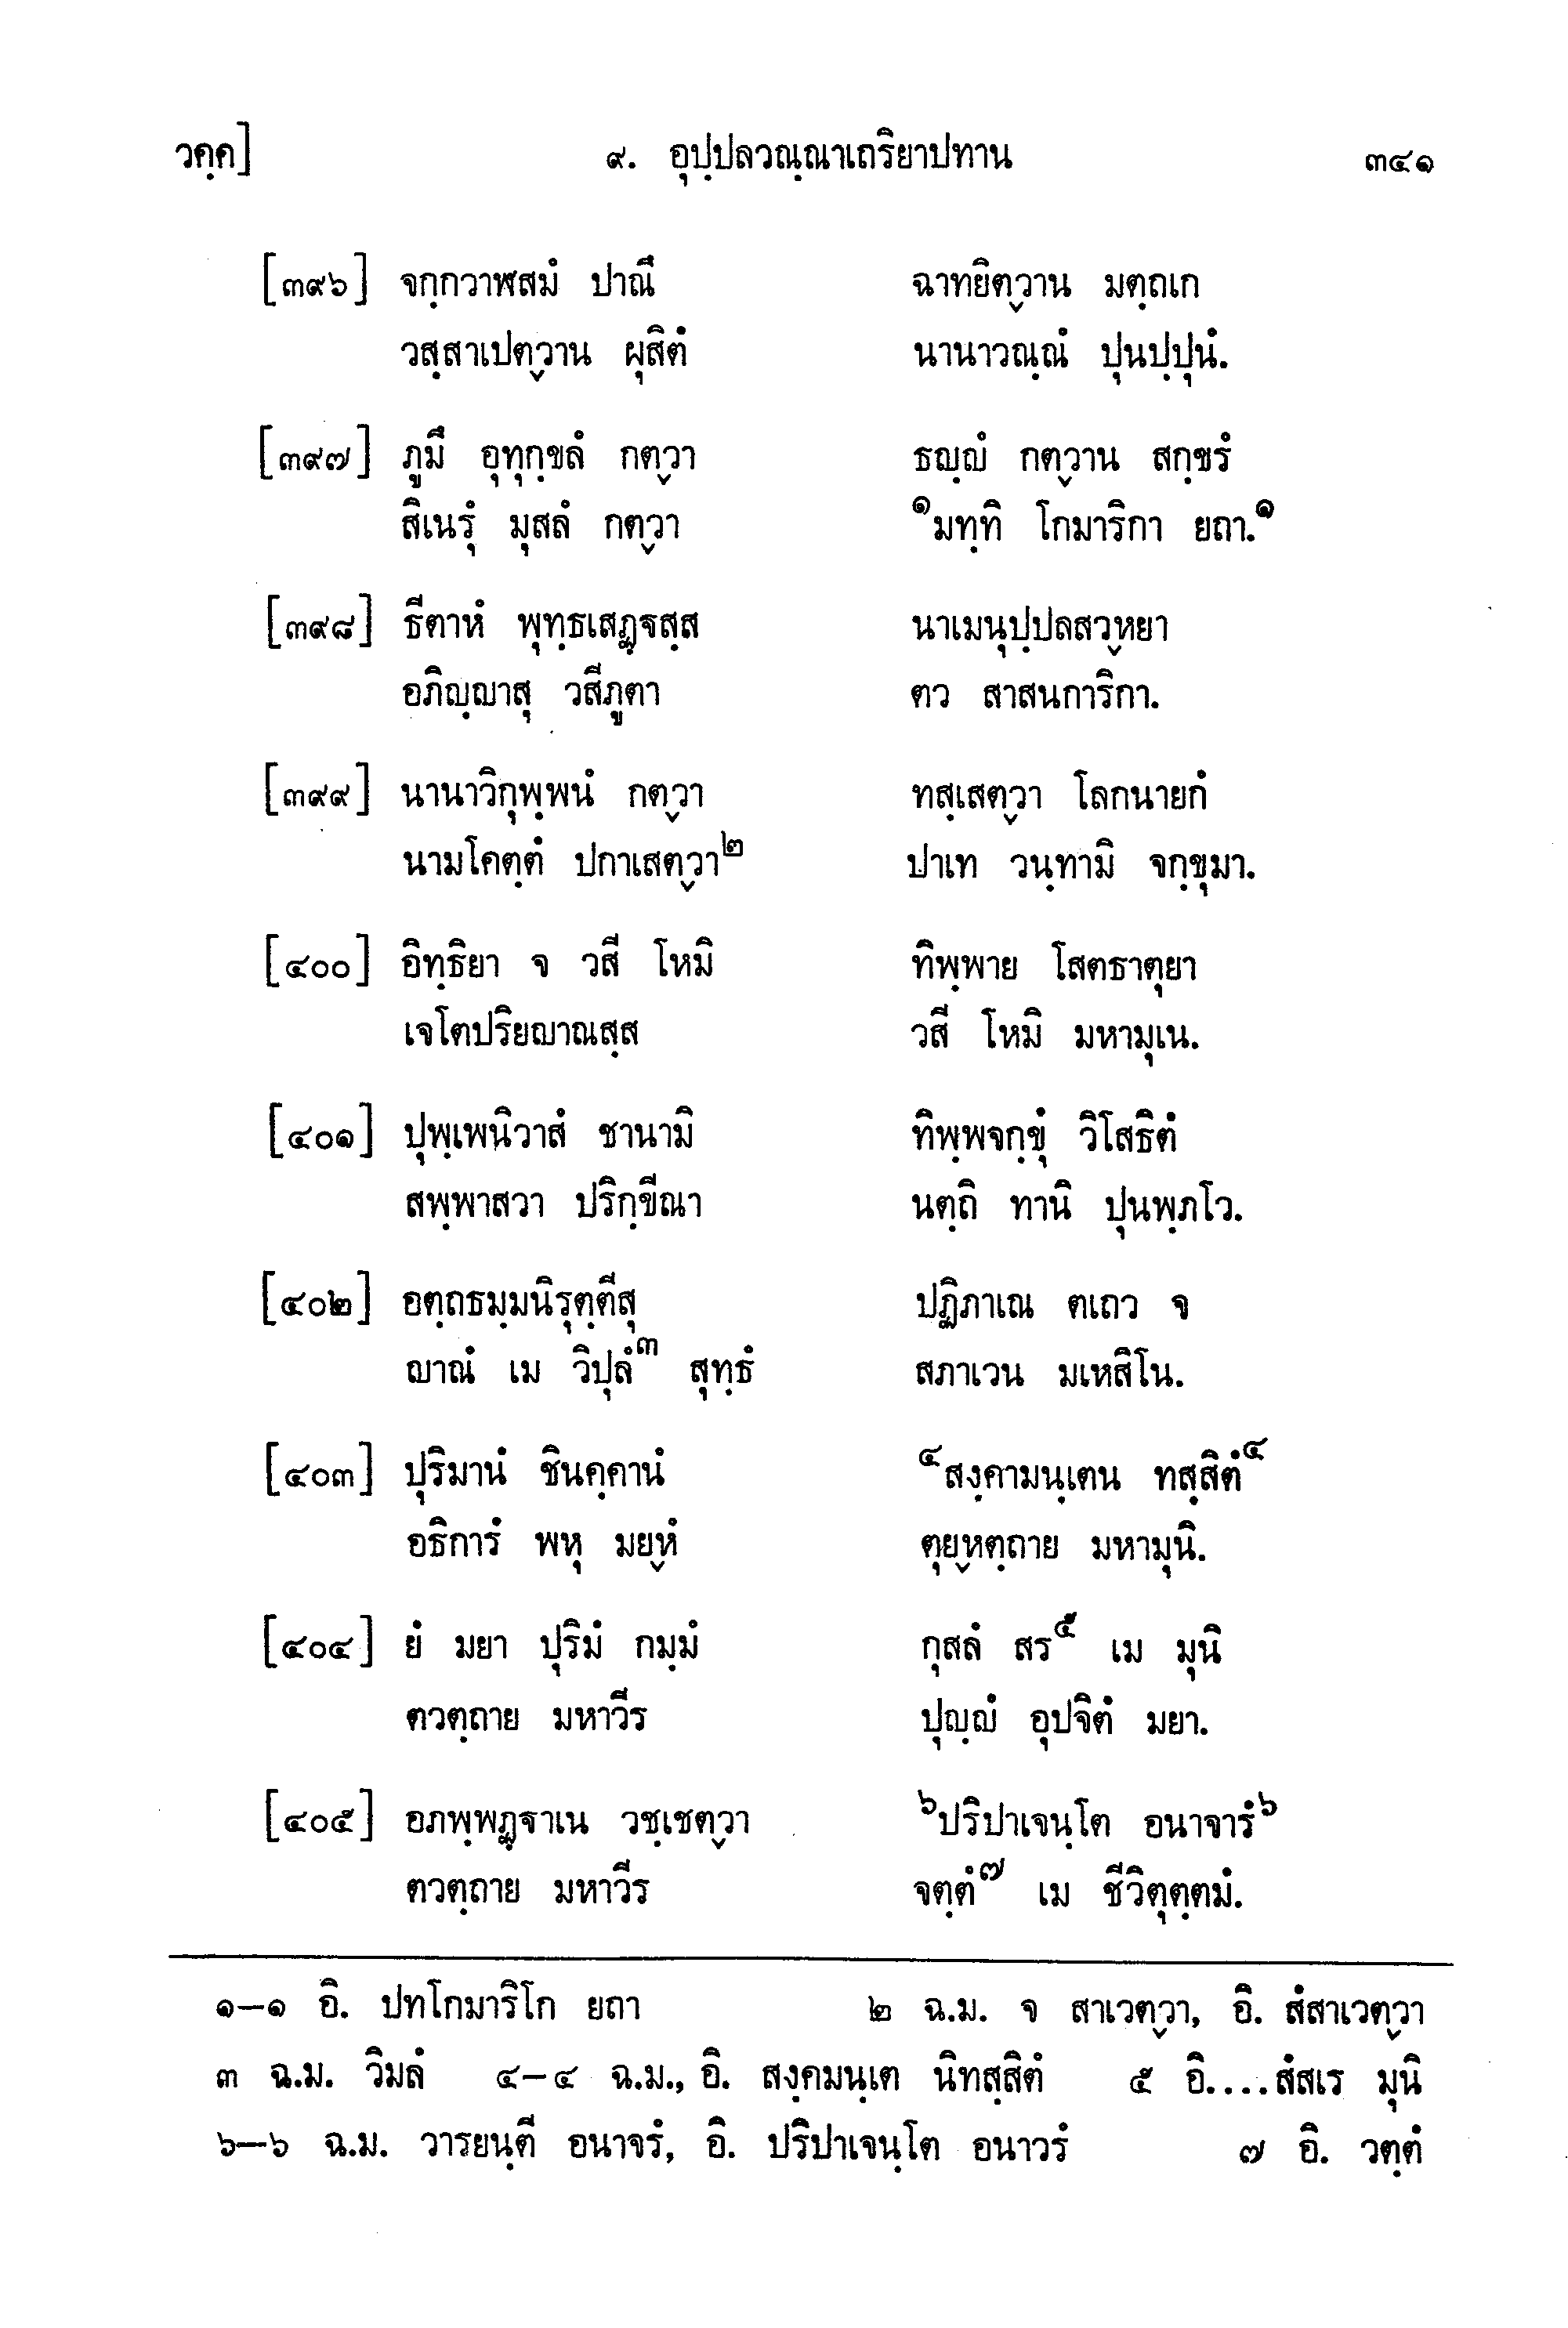 วคฺค] ๙. อุปฺปลวณฺณาเถริยาปทาน ๓๔๑
[๓๙๖] จกฺกวาฬสมํ ปาณึ ฉาทยิตฺวาน มตฺถเก
วสฺสาเปตฺวาน ผุสิตํ นานาวณฺณํ ปุนปฺปุนํ.
[๓๙๗] ภูมึ อุทุกฺขลํ กตฺวา ธญฺญํ กตฺวาน สกฺขรํ
สิเนรุํ มุสลํ กตฺวา ๑มทฺทิ โกมาริกา ยถา.๑
[๓๙๘] ธีตาหํ พุทฺธเสฏฺฐสฺส นาเมนุปฺปลสวฺหยา
อภิญฺญาสุ วสีภูตา ตว สาสนการิกา.
[๓๙๙] นานาวิกุพฺพนํ กตฺวา ทสฺเสตฺวา โลกนายกํ
นามโคตฺตํ ปกาเสตฺวา๒ ปาเท วนฺทามิ จกฺขุมา.
[๔๐๐] อิทฺธิยา จ วสี โหมิ ทิพฺพาย โสตธาตุยา
เจโตปริยญาณสฺส วสี โหมิ มหามุเน.
[๔๐๑] ปุพฺเพนิวาสํ ชานามิ ทิพฺพจกฺขุํ วิโสธิตํ
สพฺพาสวา ปริกฺขีณา นตฺถิ ทานิ ปุนพฺภโว.
[๔๐๒] อตฺถธมฺมนิรุตฺตีสุ ปฏิภาเณ ตเถว จ
ญาณํ เม วิปุลํ๓ สุทฺธํ สภาเวน มเหสิโน.
[๔๐๓] ปุริมานํ ชินคฺคานํ ๔สงฺคามนฺเตน ทสฺสิตํ๔
อธิการํ พหุ มยฺหํ ตุยฺหตฺถาย มหามุนิ.
[๔๐๔] ยํ มยา ปุริมํ กมฺมํ กุสลํ สร๕ เม มุนิ
ตวตฺถาย มหาวีร ปุญฺญํ อุปจิตํ มยา.
[๔๐๕] อภพฺพฏฺฐาเน วชฺเชตฺวา ๖ปริปาเจนฺโต อนาจารํ๖
ตวตฺถาย มหาวีร จตฺตํ๗ เม ชีวิตุตฺตมํ.
๑–๑ อิ. ปทโกมาริโก ยถา ๒ ฉ.ม. จ สาเวตฺวา, อิ. สํสาเวตฺวา
๓ ฉ.ม. วิมลํ ๔–๔ ฉ.ม., อิ. สงฺคมนฺเต นิทสฺสิตํ ๕ อิ....สํสเร มุนิ
๖–๖ ฉ.ม. วารยนฺตี อนาจรํ, อิ. ปริปาเจนฺโต อนาวรํ ๗ อิ. วตฺตํ